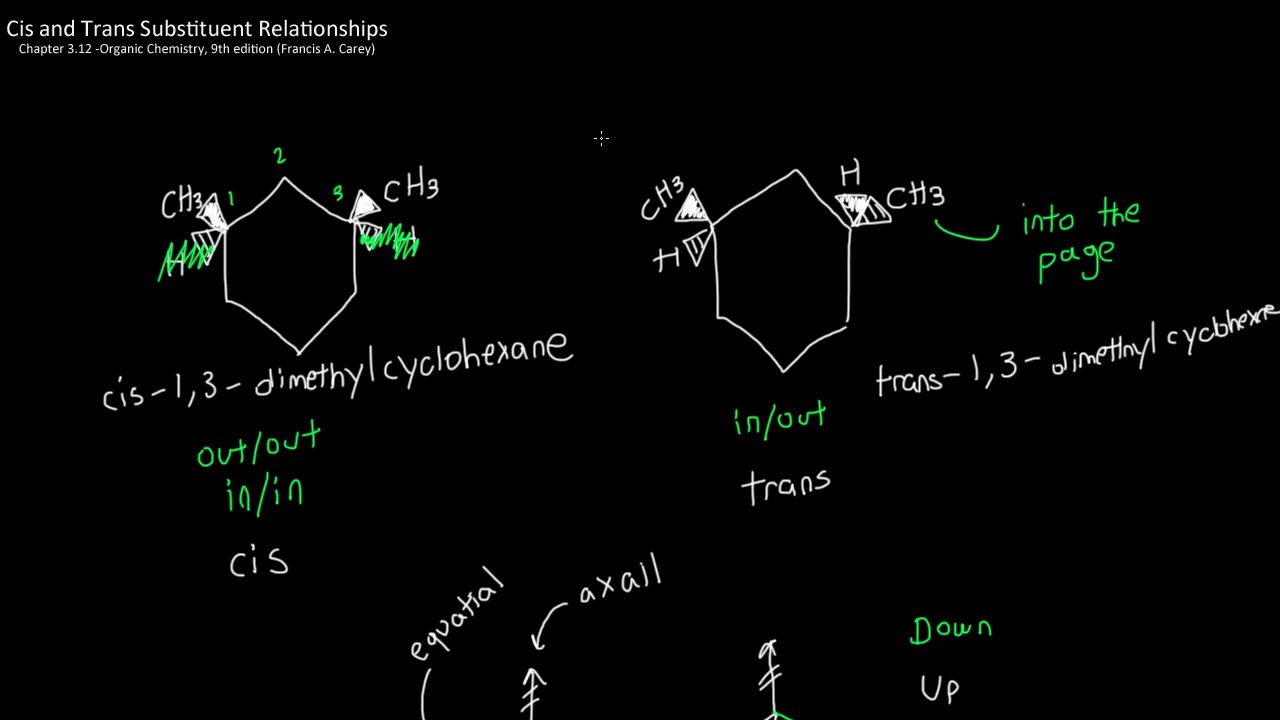 Cis and Trans Substituent Relationships
Chapter 3.12 -Organic Chemistry, 9th edition (Francis A. Carey)
2
CH3 1 3 CH3
H H
H
CH3 CH3
H
into the
page
cis-1,3-dimethylcyclohexane
trans-1,3-dimethylcyclohexane
out/out
in/in
cis
in/out
trans
equatial
axail
Down
Up